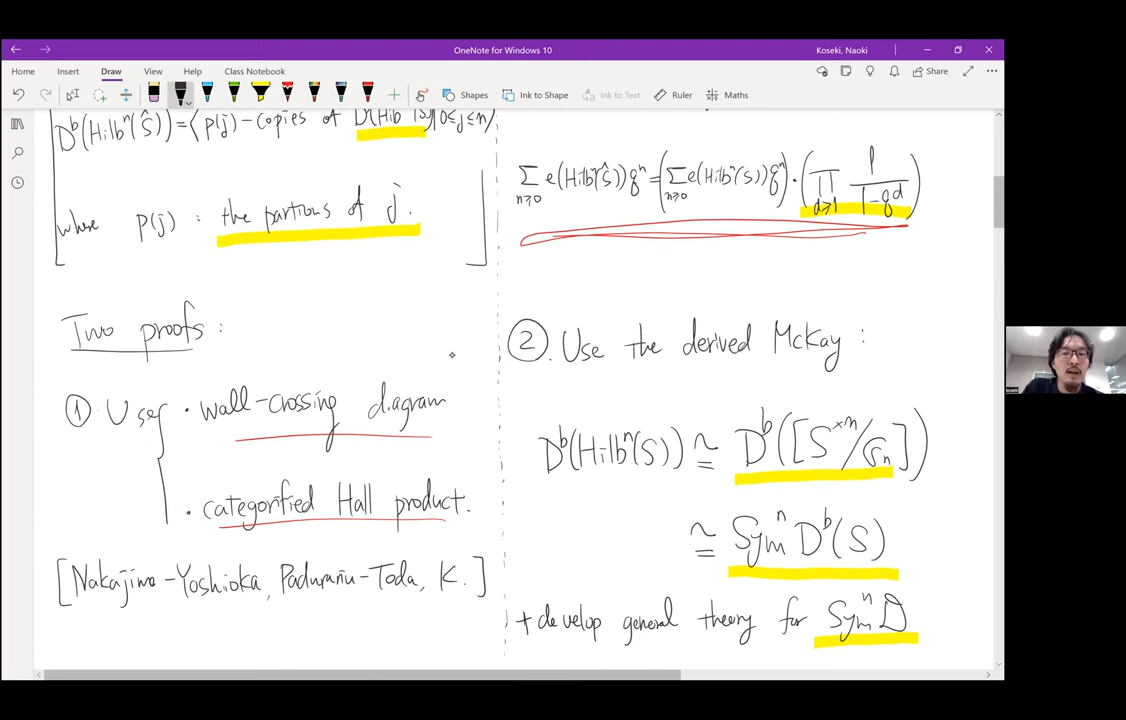 OneNote for Windows 10
Koseki, Naoki
Home Insert Draw View Help Class Notebook
Share
Shapes Ink to Shape Ink to Text Ruler Maths
D^b(Hilb^n(Ŝ)) = ⟨p(j)-copies of D^b(Hilb (S)) | 0≤j≤n⟩
where p(j) : the partions of j.
Two proofs :
① : Use · wall-crossing diagram
· categorified Hall product.
[Nakajima-Yoshioka, Pădurariu-Toda, K.]
∑_{n≥0} e(Hilb^n(Ŝ))q^n = (∑_{n≥0} e(Hilb^n(S))q^n) · (∏_{d≥1} 1/(1-q^d))
②. Use the derived McKay :
D^b(Hilb^n(S)) ≅ D^b([S^{×n}/𝔖_n])
≅ Sym^n D^b(S)
+ develop general theory for Sym^n D
koseki